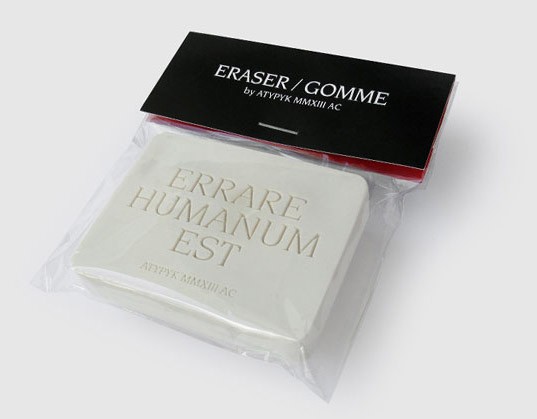 ERASER / GOMME
by ATYPYK MMXIII AC
ERRARE
HUMANUM
EST
ATYPYK MMXIII AC